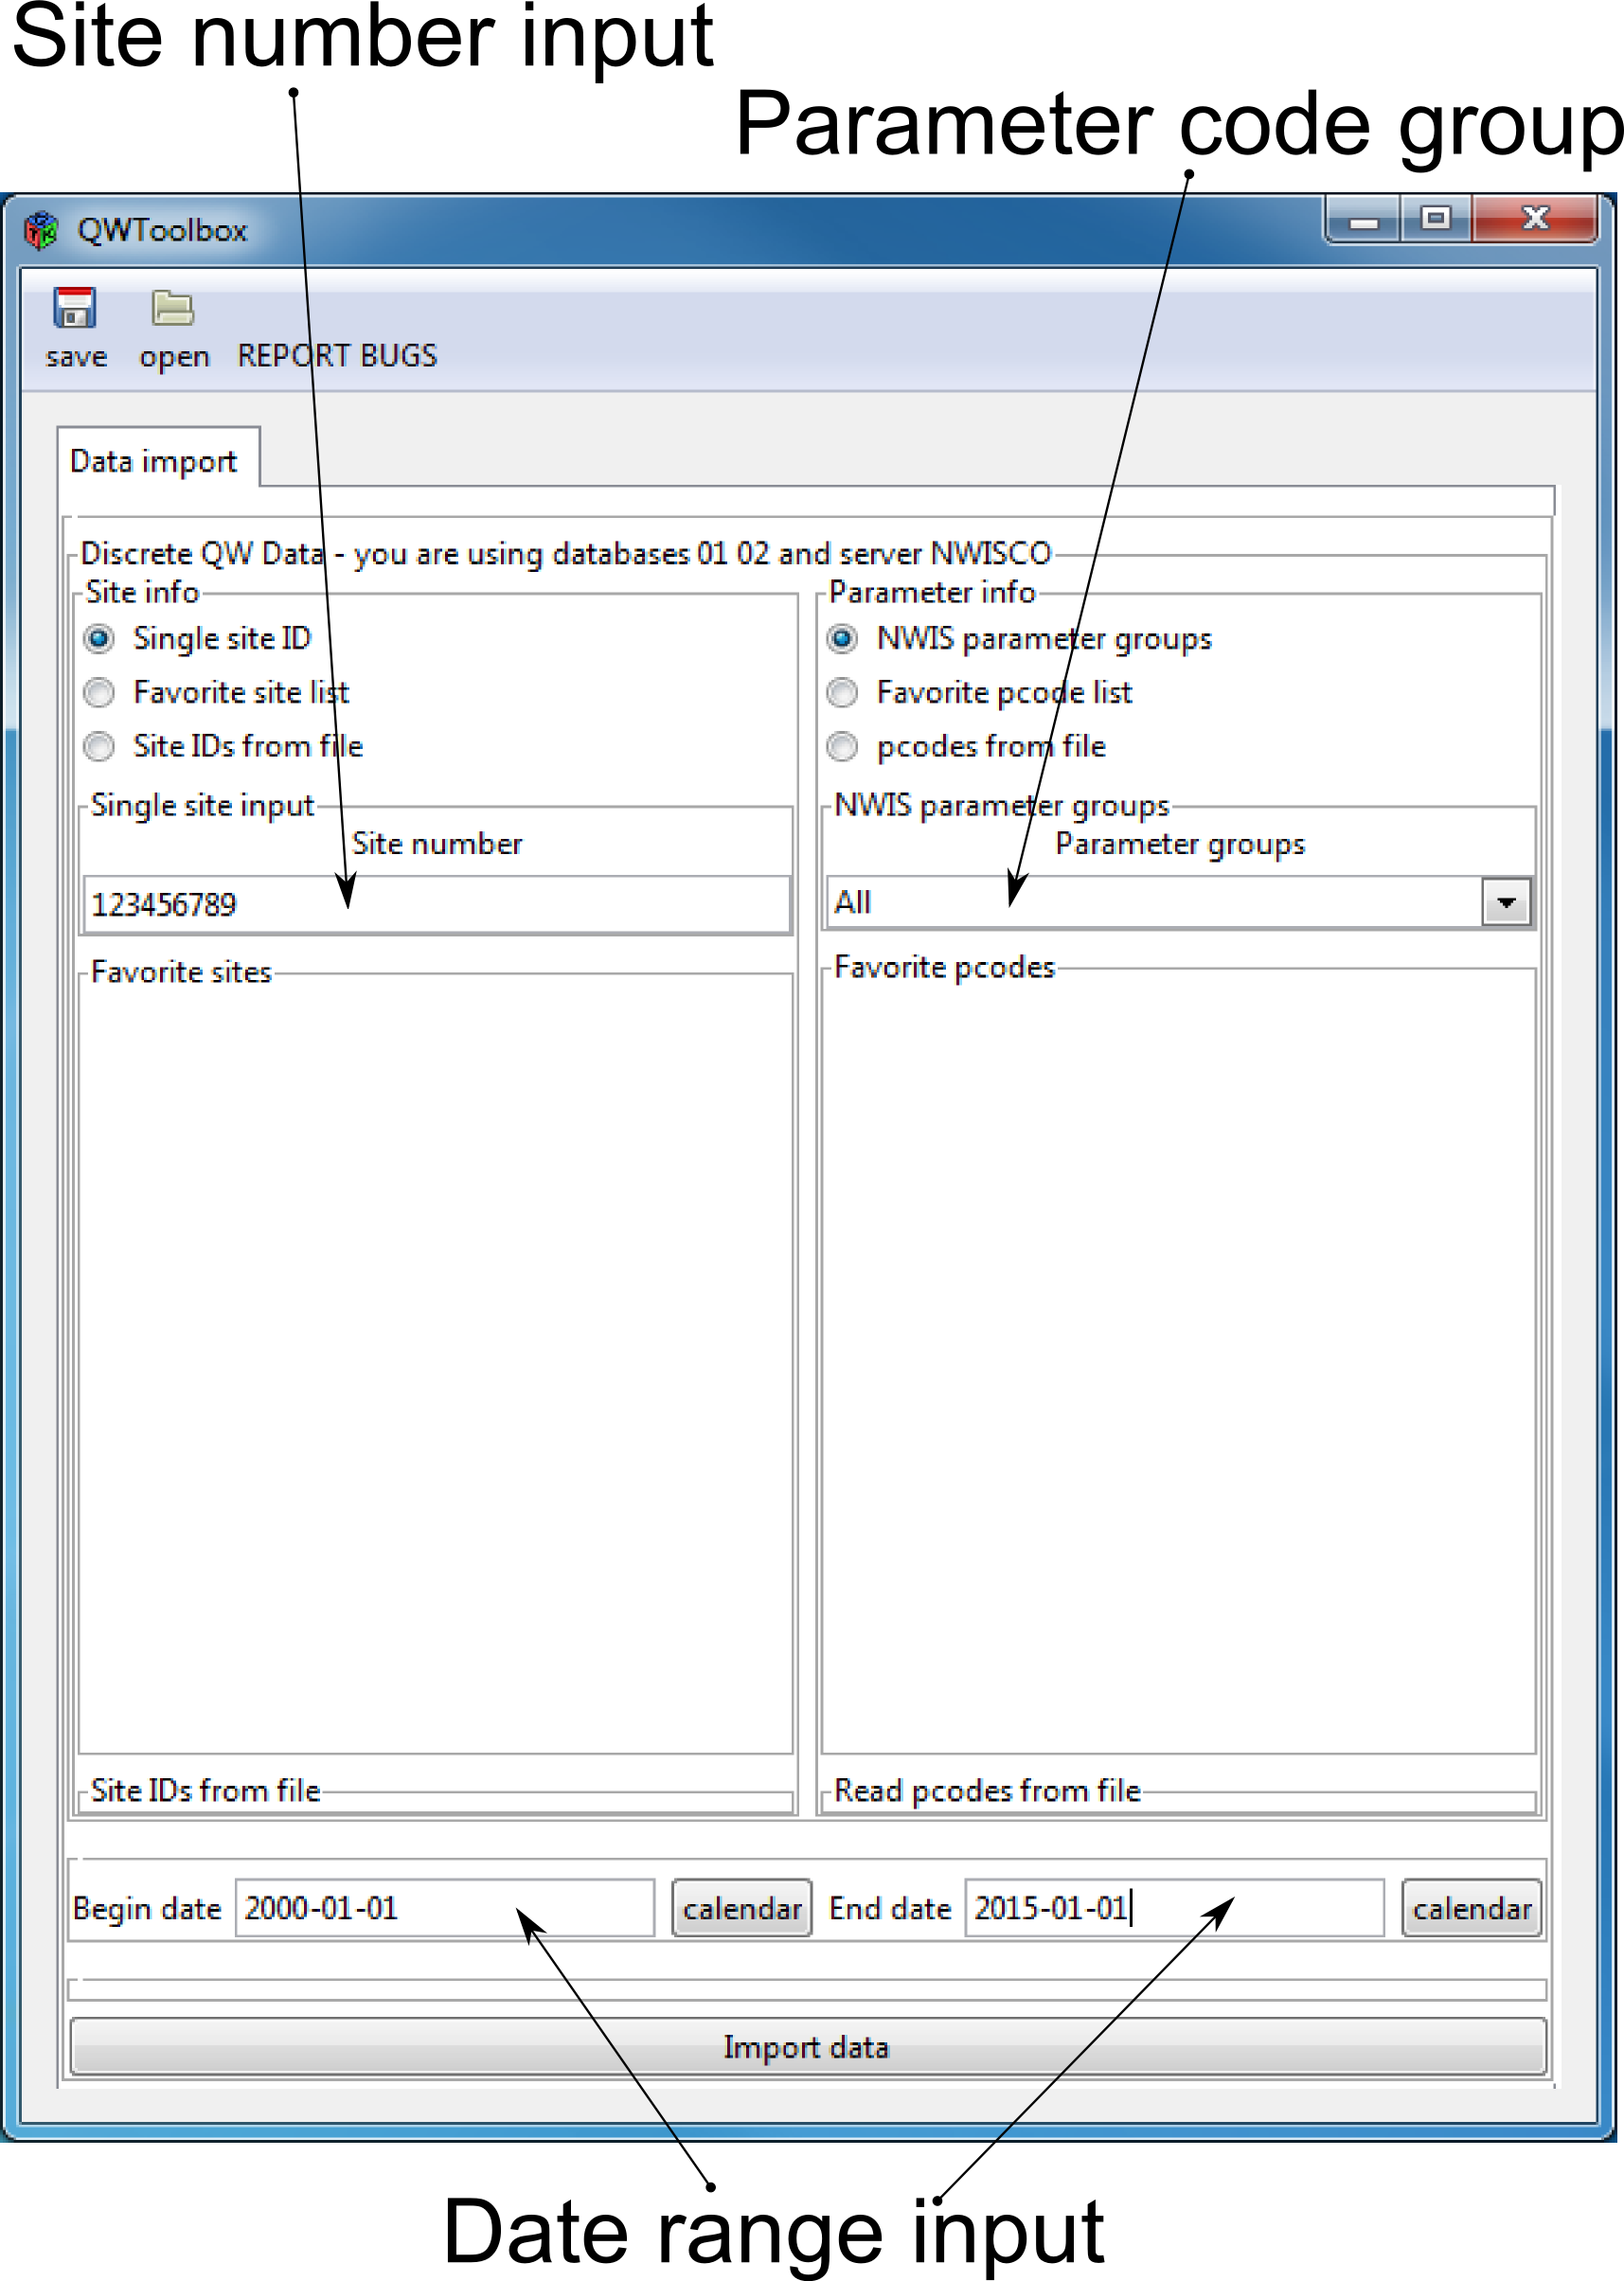 Site number input
Parameter code group
QWToolbox
save open REPORT BUGS
Data import
Discrete QW Data - you are using databases 01 02 and server NWISCO
Site info
Single site ID
Favorite site list
Site IDs from file
Single site input
Site number
123456789
Favorite sites
Site IDs from file
Parameter info
NWIS parameter groups
Favorite pcode list
pcodes from file
NWIS parameter groups
Parameter groups
All
Favorite pcodes
Read pcodes from file
Begin date 2000-01-01 calendar End date 2015-01-01 calendar
Import data
Date range input